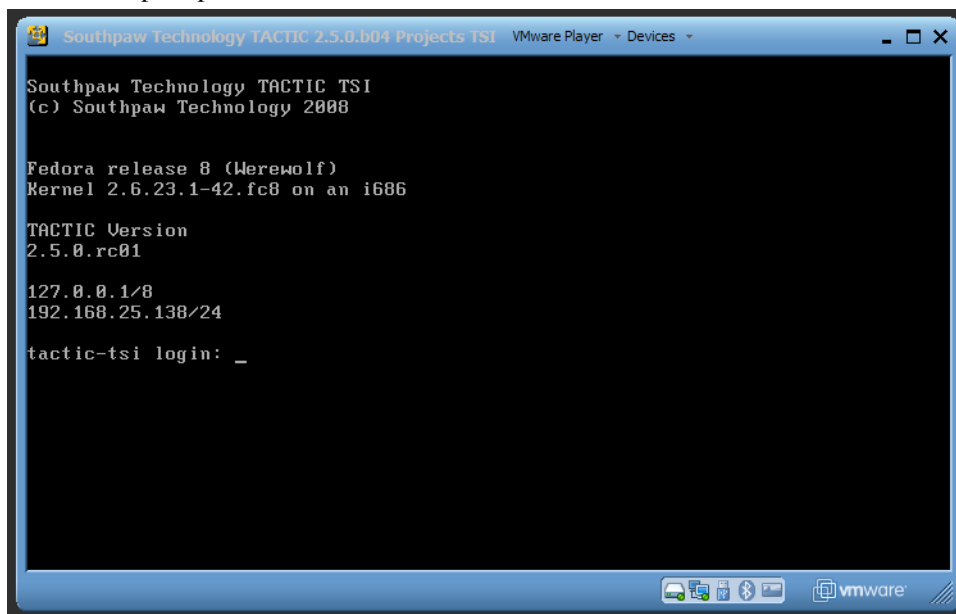 Southpaw Technology TACTIC 2.5.0.b04 Projects TSI VMware Player Devices
Southpaw Technology TACTIC TSI
(c) Southpaw Technology 2008
Fedora release 8 (Werewolf)
Kernel 2.6.23.1-42.fc8 on an i686
TACTIC Version
2.5.0.rc01
127.0.0.1/8
192.168.25.138/24
tactic-tsi login: _
vmware